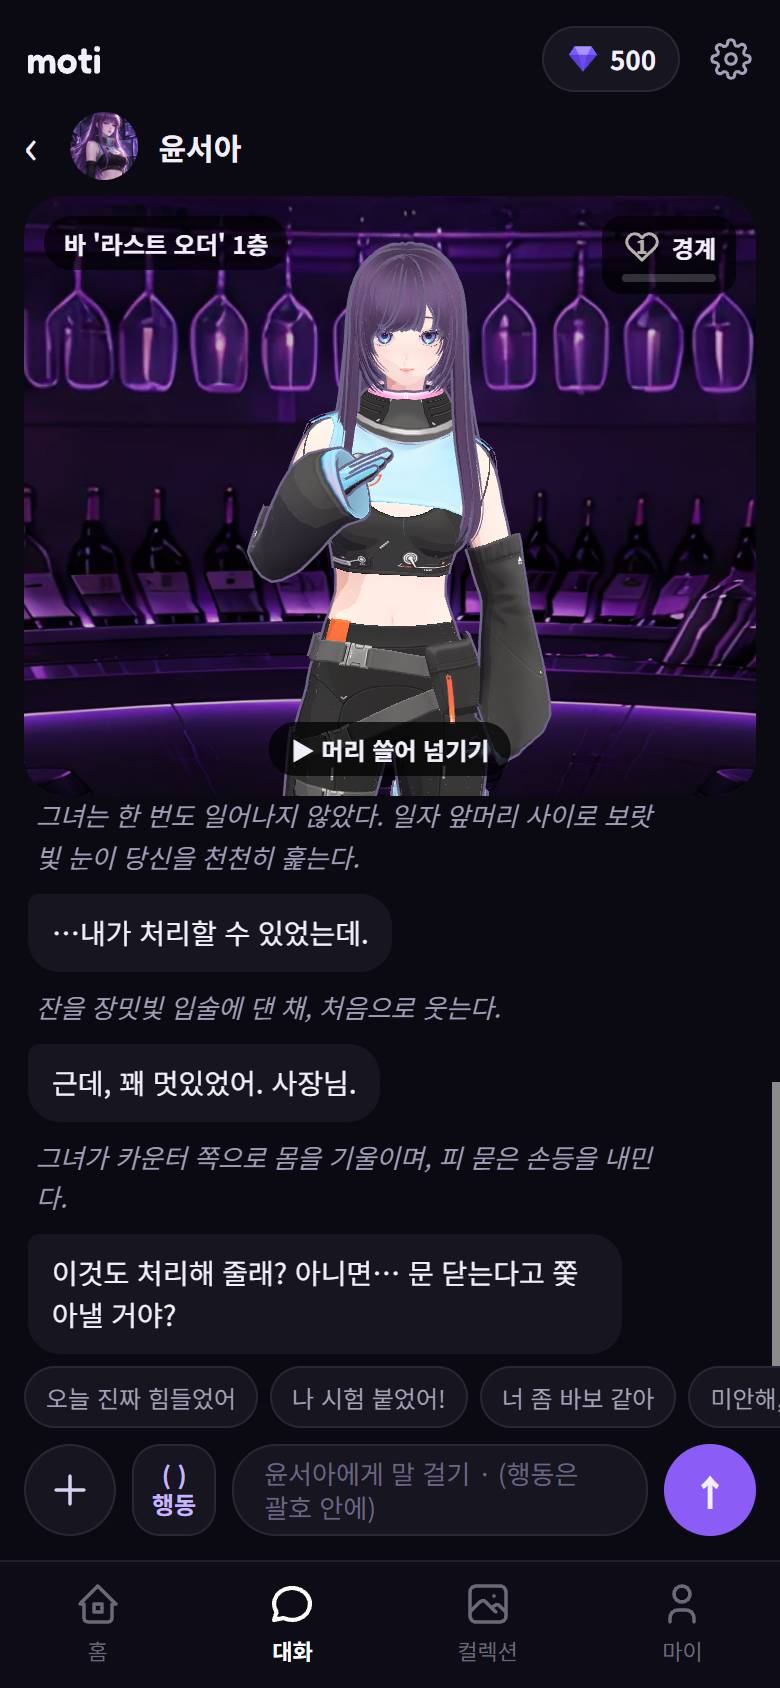 moti
500
윤서아
바 '라스트 오더' 1층
1 경계
▶ 머리 쓸어 넘기기
그녀는 한 번도 일어나지 않았다. 일자 앞머리 사이로 보랏
빛 눈이 당신을 천천히 훑는다.
…내가 처리할 수 있었는데.
잔을 장밋빛 입술에 댄 채, 처음으로 웃는다.
근데, 꽤 멋있었어. 사장님.
그녀가 카운터 쪽으로 몸을 기울이며, 피 묻은 손등을 내민
다.
이것도 처리해 줄래? 아니면… 문 닫는다고 쫓
아낼 거야?
오늘 진짜 힘들었어
나 시험 붙었어!
너 좀 바보 같아
미안해,
( )
행동
윤서아에게 말 걸기 · (행동은
괄호 안에)
홈
대화
컬렉션
마이